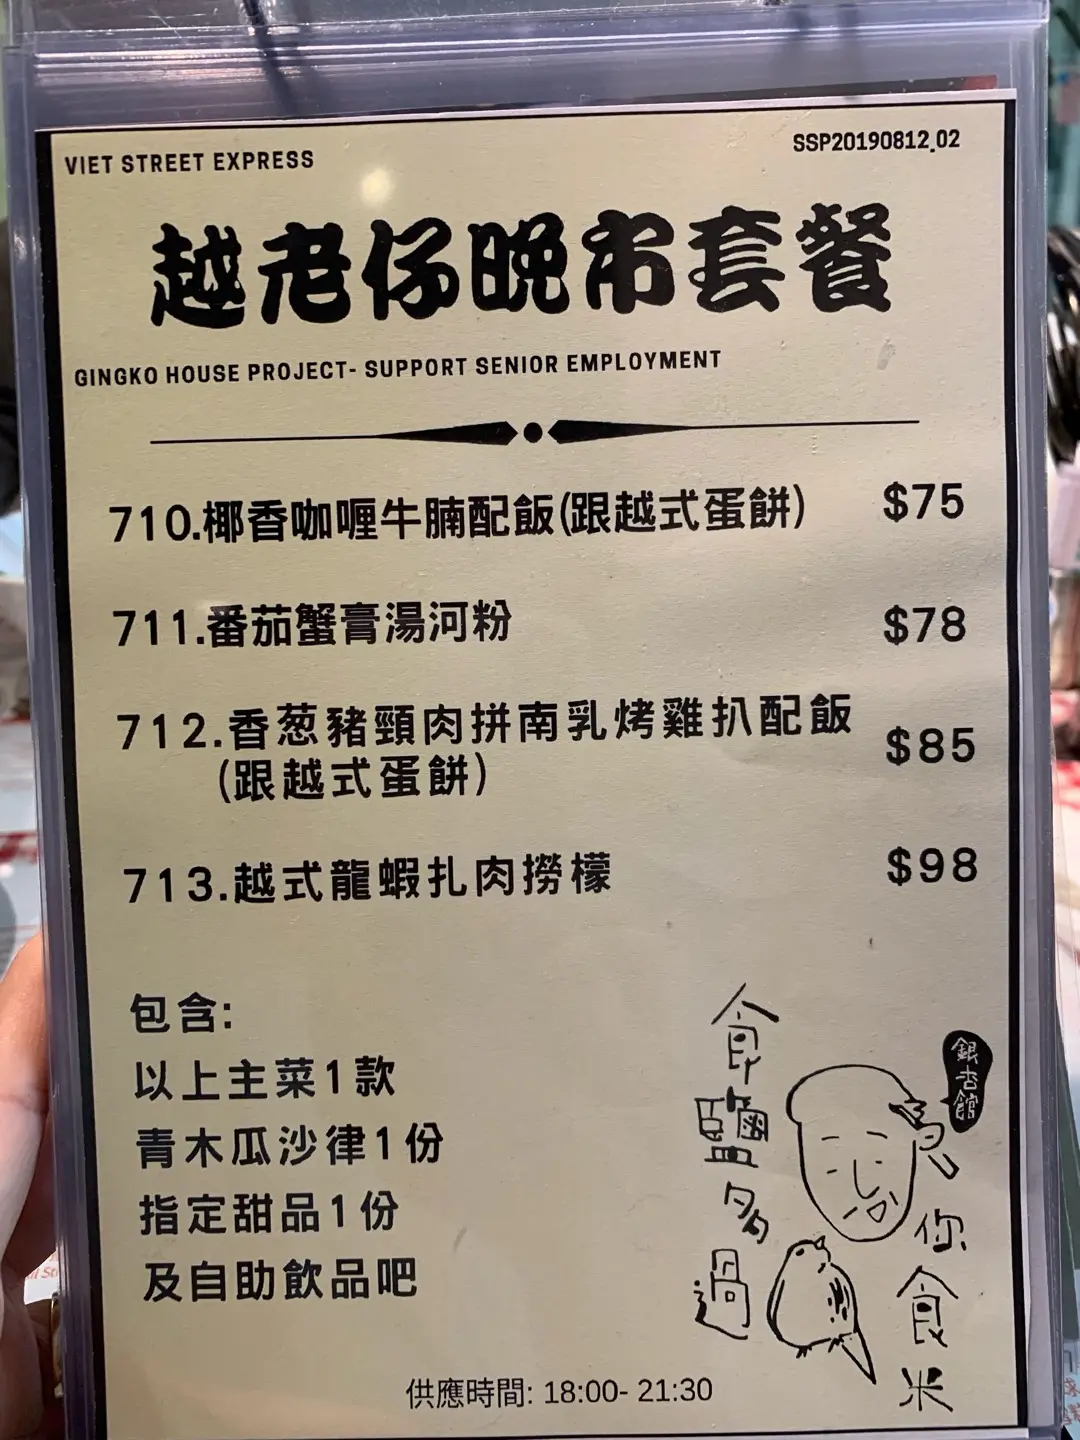 VIET STREET EXPRESS
SSP20190812_02
越老仔晚市套餐
GINGKO HOUSE PROJECT- SUPPORT SENIOR EMPLOYMENT
710.椰香咖喱牛腩配飯(跟越式蛋餅) $75
711.番茄蟹膏湯河粉 $78
712.香葱豬頸肉拼南乳烤雞扒配飯 $85
(跟越式蛋餅)
713.越式龍蝦扎肉撈檬 $98
包含:
以上主菜1款
青木瓜沙律1份
指定甜品1份
及自助飲品吧
銀杏館
食鹽多過
你食米
供應時間: 18:00- 21:30